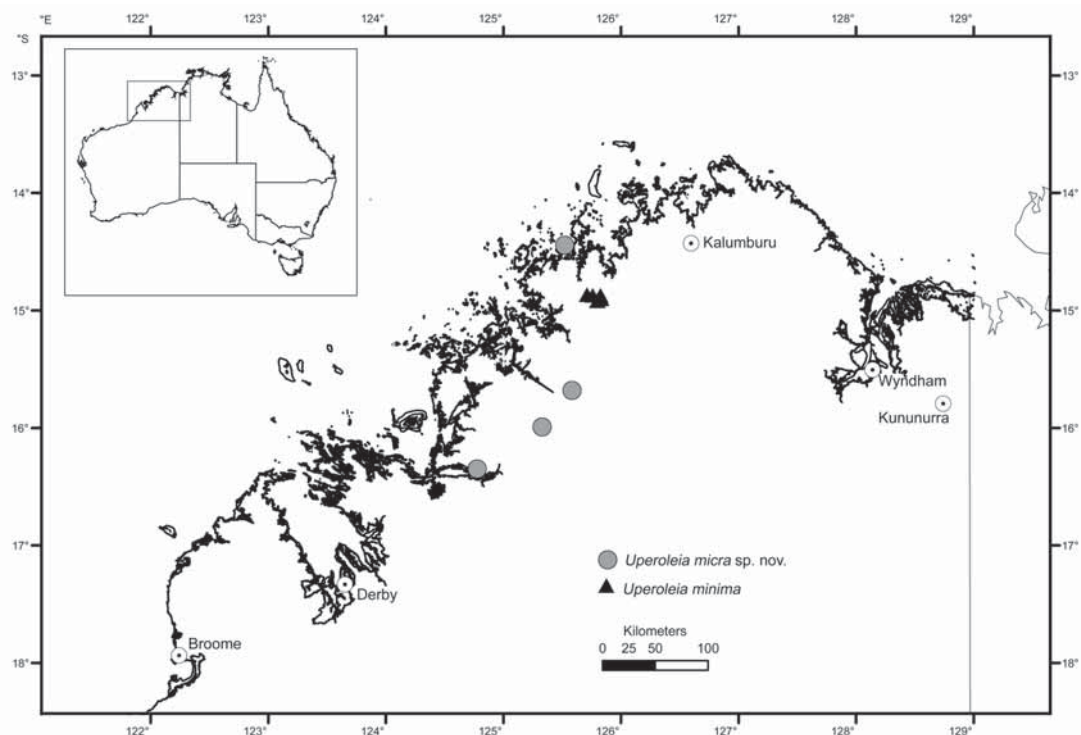 °E 122° 123° 124° 125° 126° 127° 128° 129°
°S
13° 13°
14° 14°
Kalumburu
15° 15°
Wyndham
Kununurra
16° 16°
17° 17°
Uperoleia micra sp. nov.
Uperoleia minima
Derby
Kilometers
0 25 50 100
Broome
18° 18°
122° 123° 124° 125° 126° 127° 128° 129°